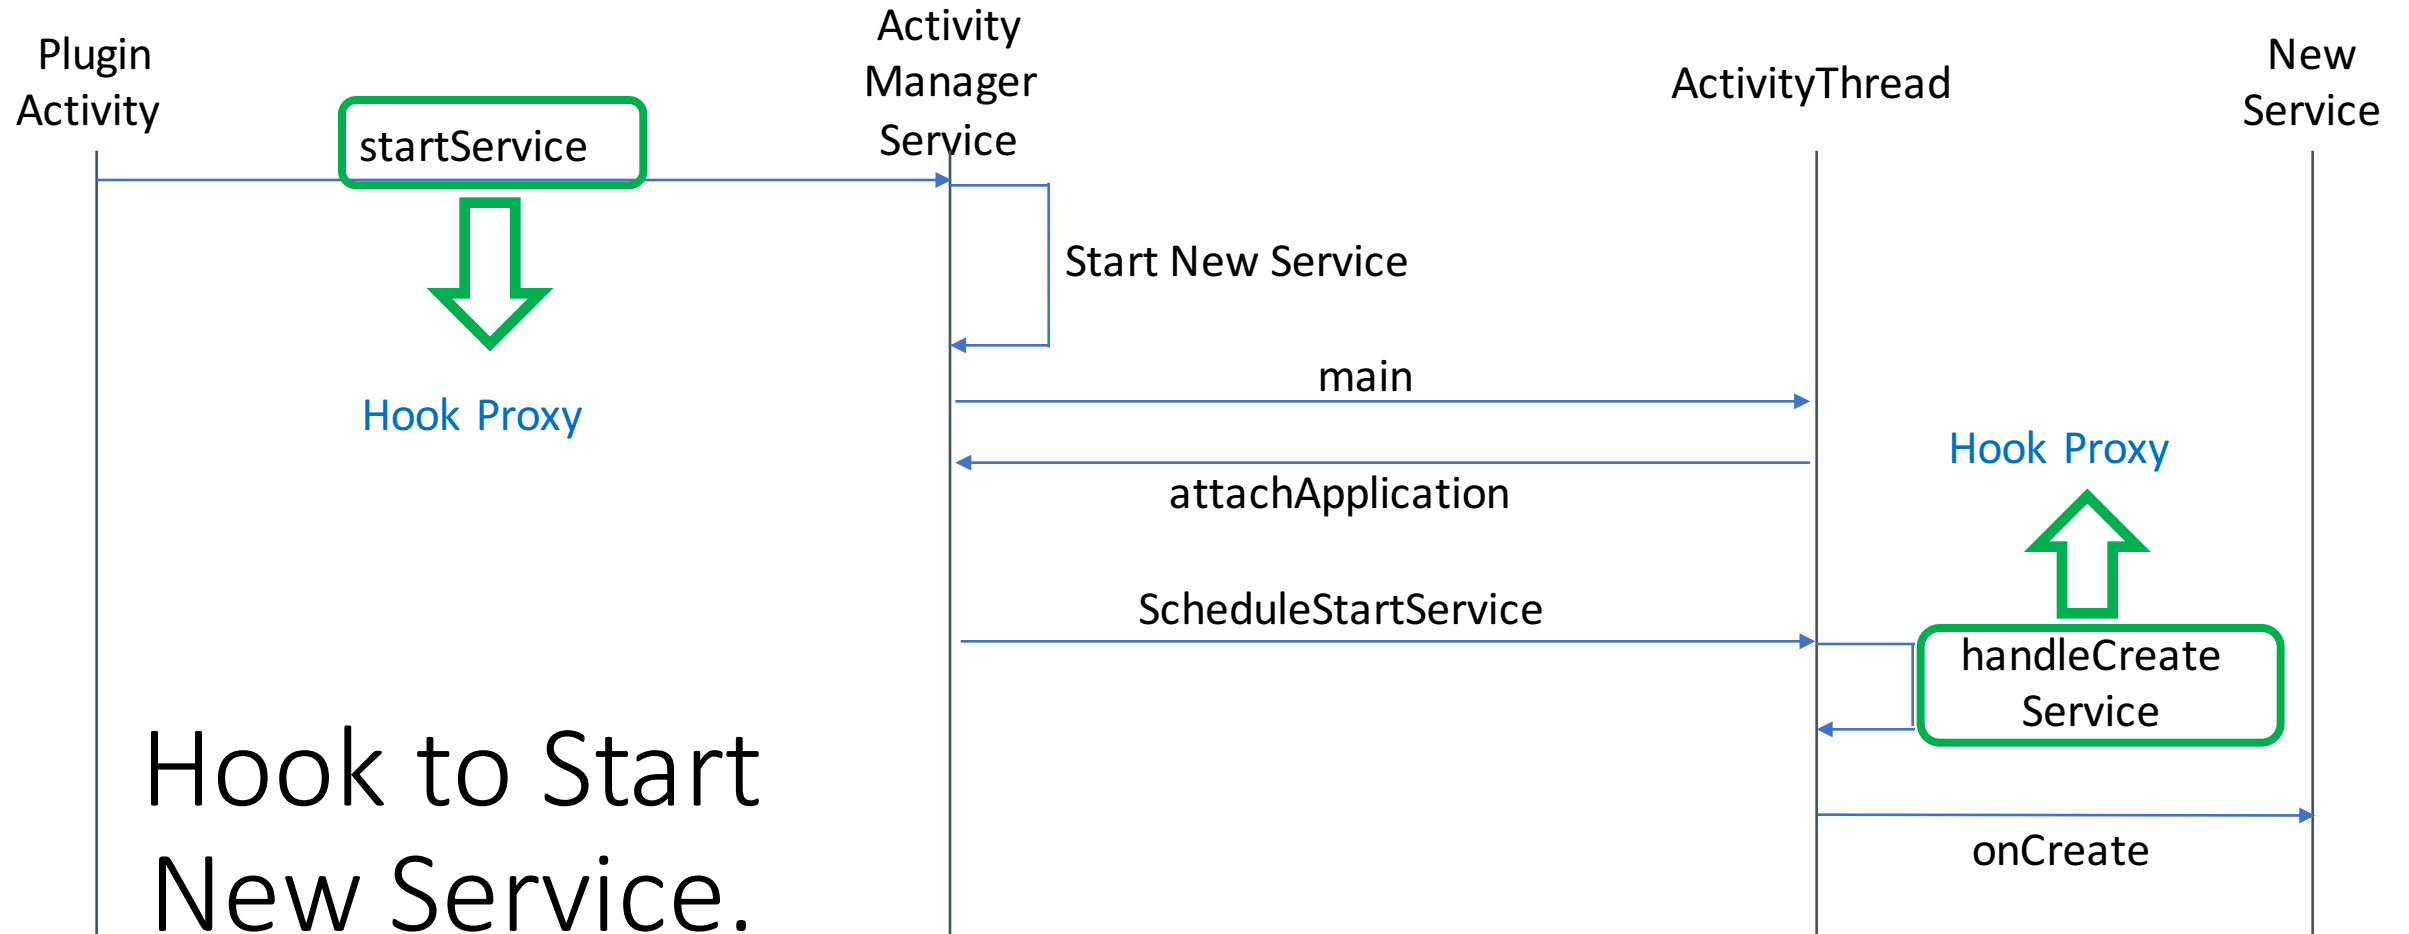 Plugin
Activity
startService
Activity
Manager
Service
ActivityThread
New
Service
Start New Service
Hook Proxy
main
attachApplication
Hook Proxy
ScheduleStartService
handleCreate
Service
onCreate
Hook to Start
New Service.